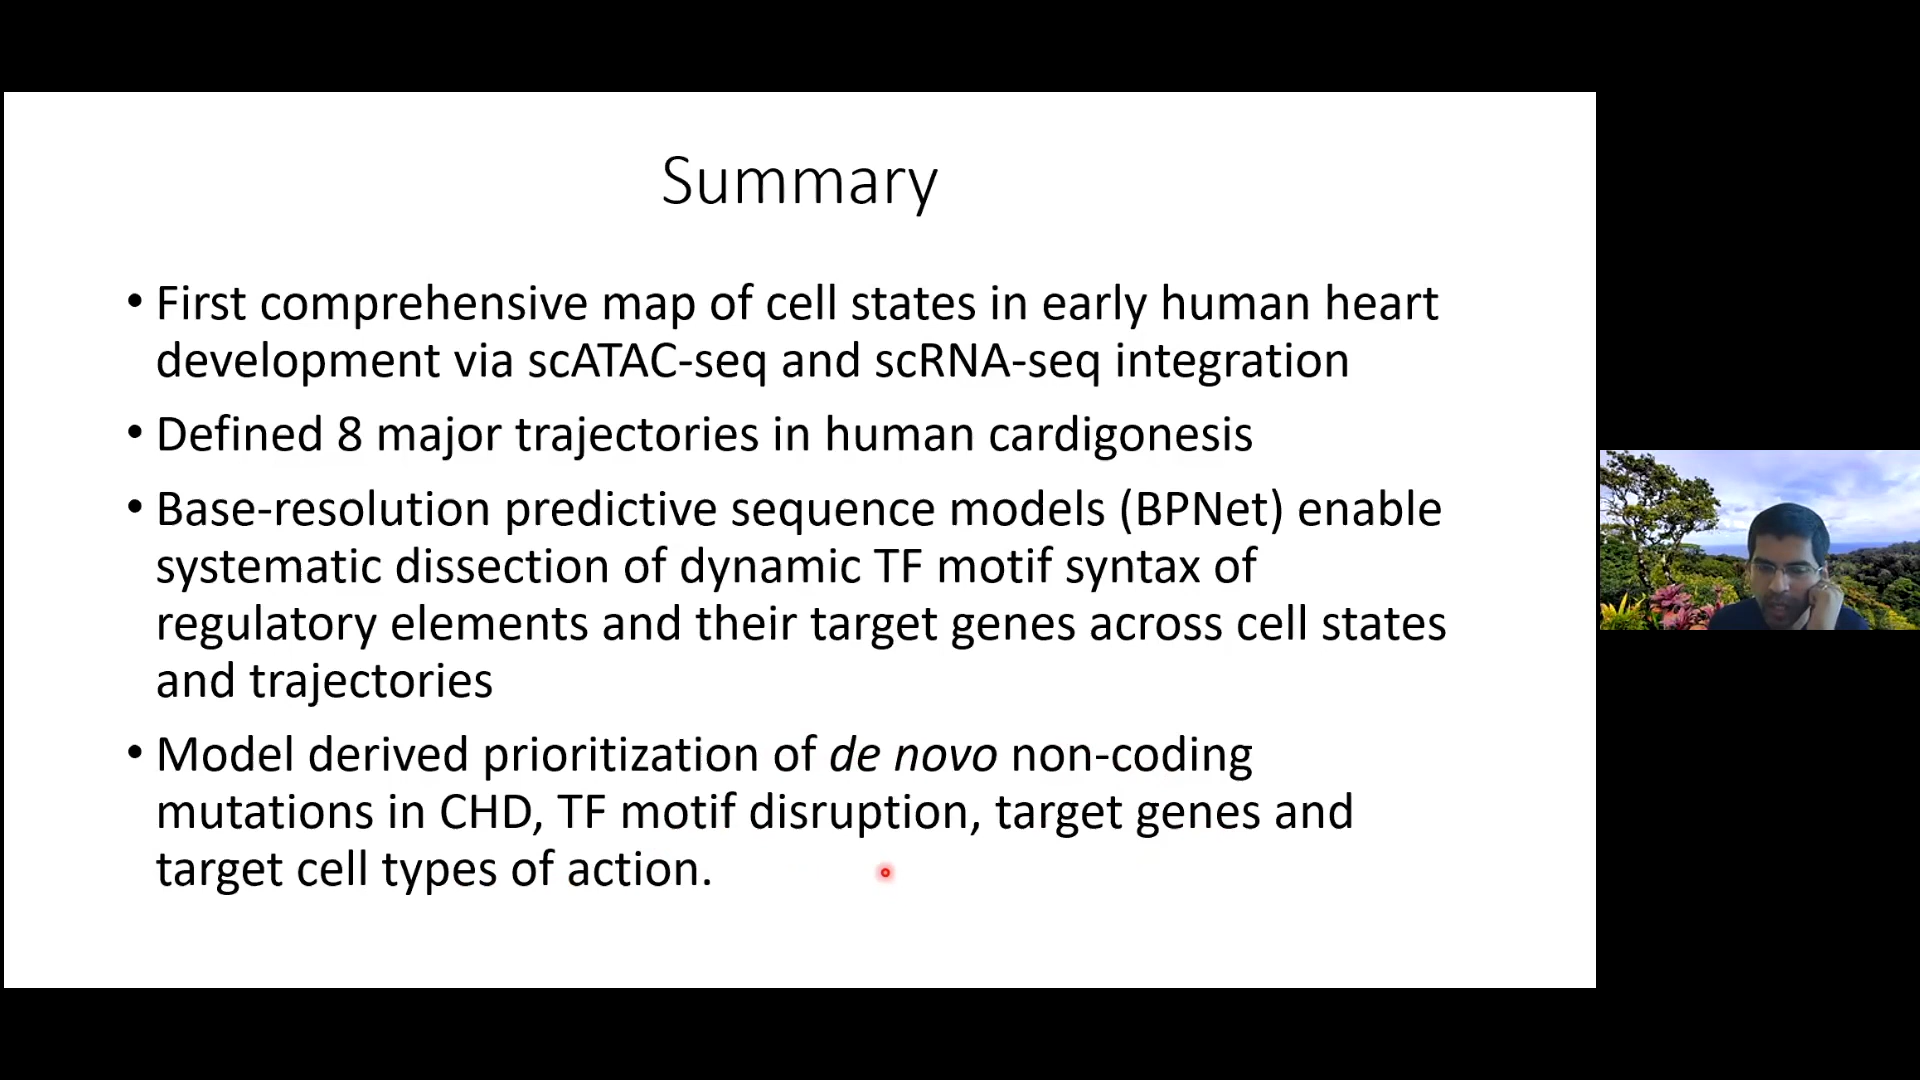 Summary
• First comprehensive map of cell states in early human heart
development via scATAC-seq and scRNA-seq integration
• Defined 8 major trajectories in human cardigonesis
• Base-resolution predictive sequence models (BPNet) enable
systematic dissection of dynamic TF motif syntax of
regulatory elements and their target genes across cell states
and trajectories
• Model derived prioritization of de novo non-coding
mutations in CHD, TF motif disruption, target genes and
target cell types of action.